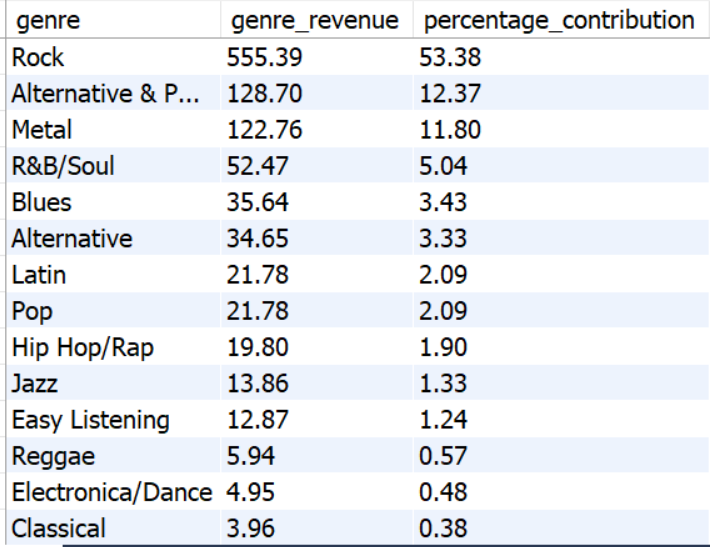 genre genre_revenue percentage_contribution
Rock 555.39 53.38
Alternative & P... 128.70 12.37
Metal 122.76 11.80
R&B/Soul 52.47 5.04
Blues 35.64 3.43
Alternative 34.65 3.33
Latin 21.78 2.09
Pop 21.78 2.09
Hip Hop/Rap 19.80 1.90
Jazz 13.86 1.33
Easy Listening 12.87 1.24
Reggae 5.94 0.57
Electronica/Dance 4.95 0.48
Classical 3.96 0.38